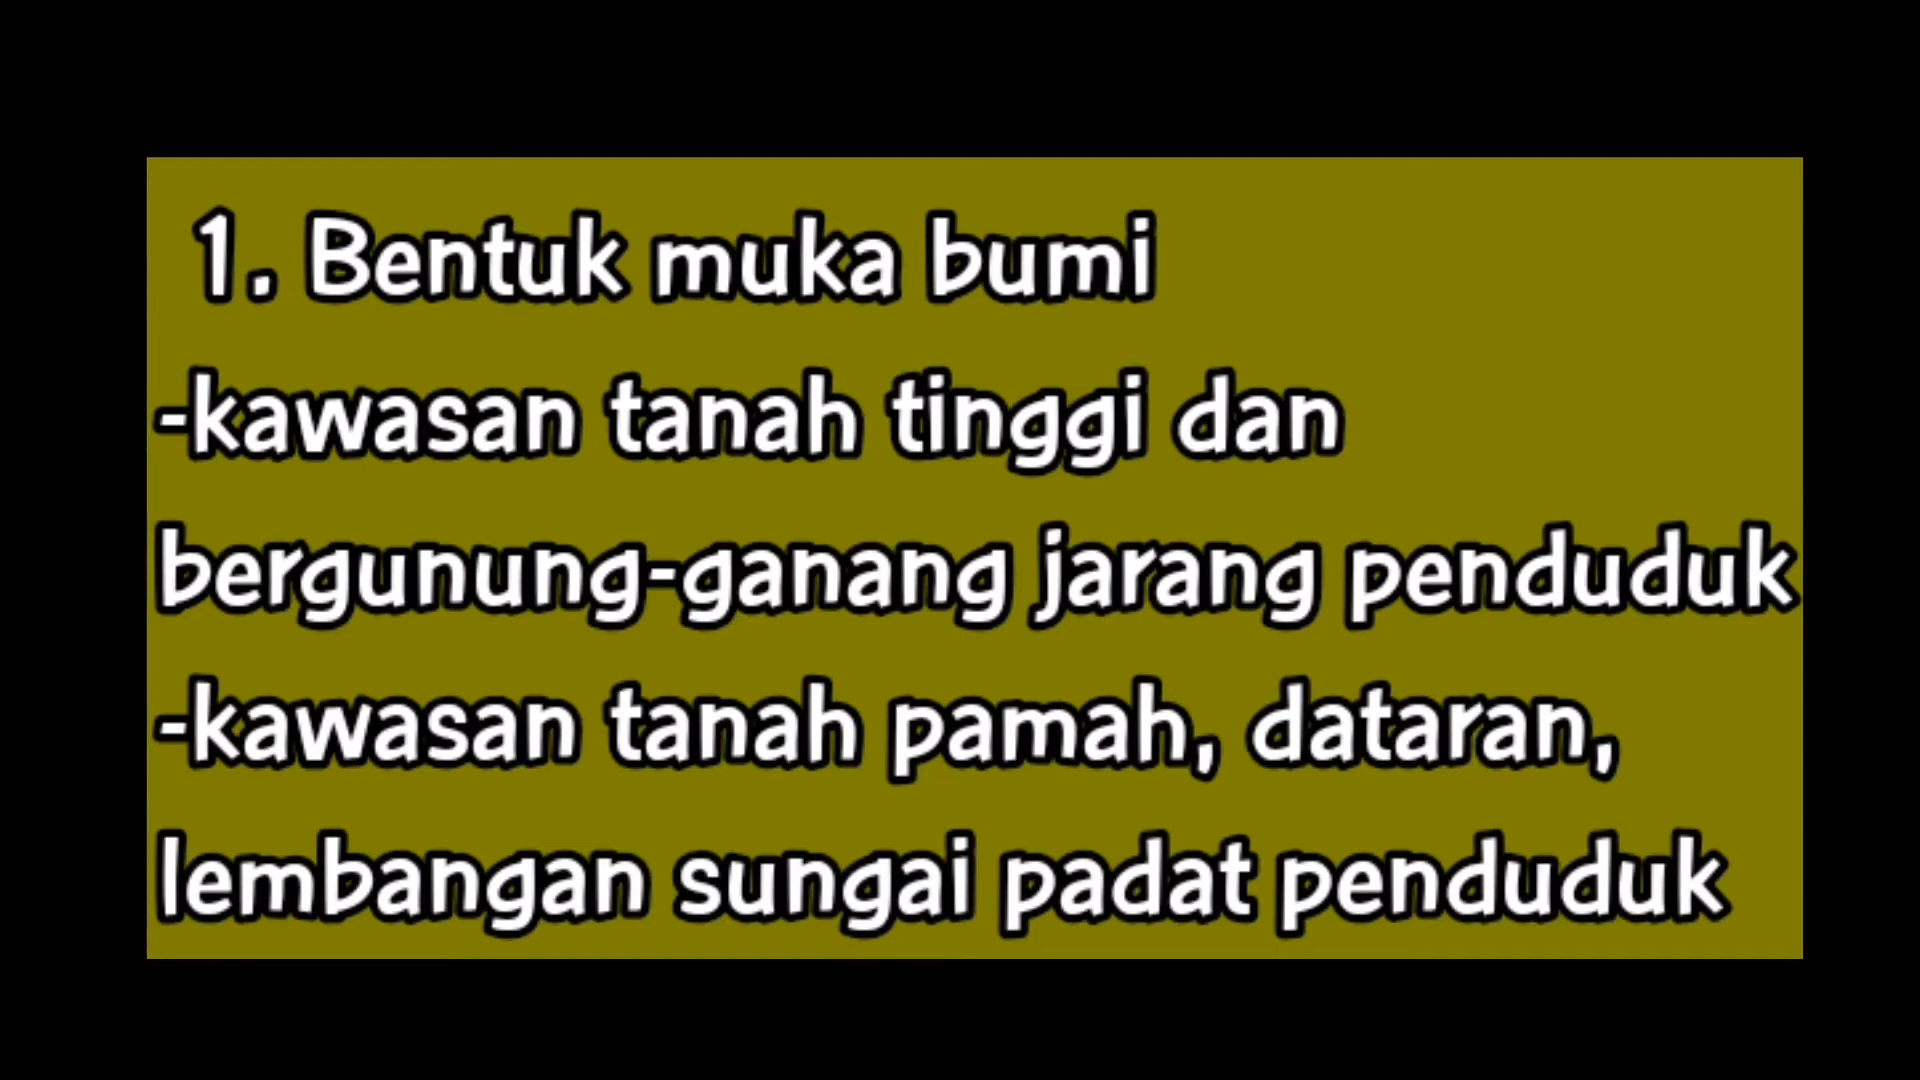 1. Bentuk muka bumi
-kawasan tanah tinggi dan
bergunung-ganang jarang penduduk
-kawasan tanah pamah, dataran,
lembangan sungai padat penduduk